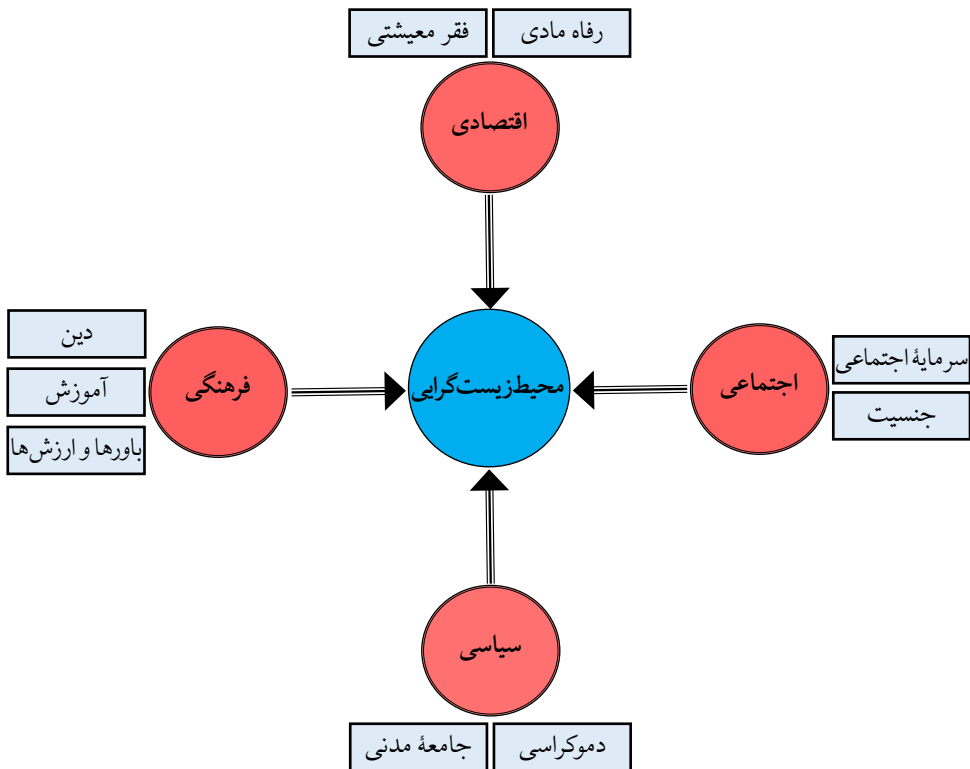 رفاه مادی
فقر معیشتی
اقتصادی
سرمایهٔ اجتماعی
جنسیت
اجتماعی
محیط‌زیست‌گرایی
فرهنگی
دین
آموزش
باورها و ارزش‌ها
سیاسی
دموکراسی
جامعهٔ مدنی